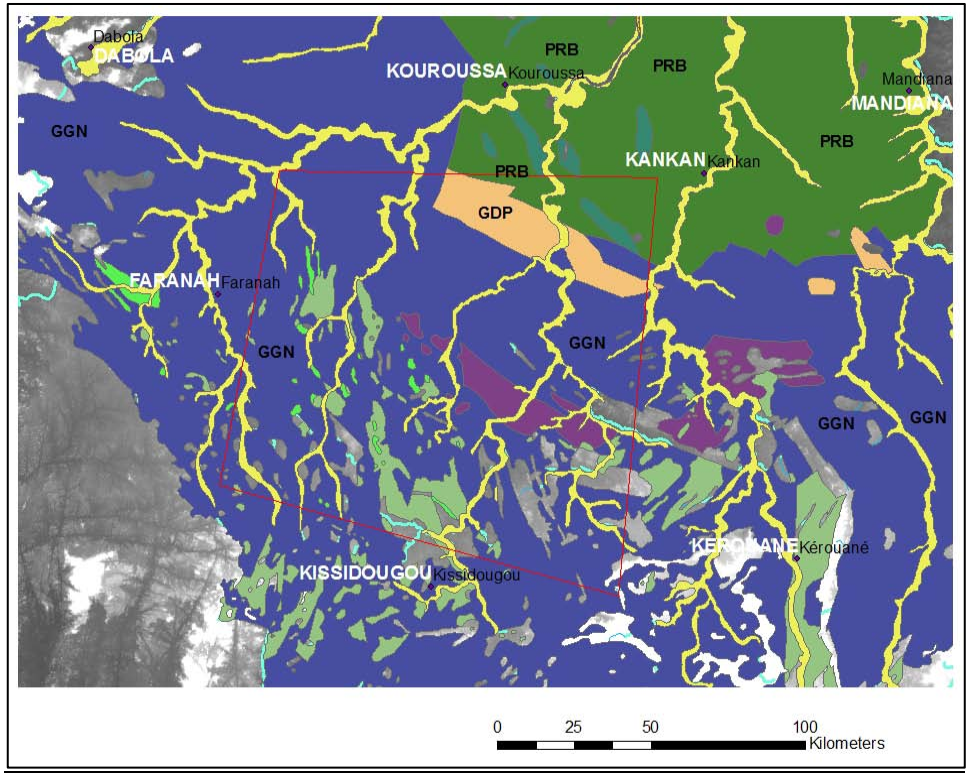 Dabola
DABOLA
PRB
PRB
KOUROUSSA
Kouroussa
Mandiana
MANDIANA
GGN
PRB
KANKAN
Kankan
PRB
GDP
FARANAH
Faranah
GGN
GGN
GGN
GGN
KEROUANE
Kérouané
KISSIDOUGOU
Kissidougou
0 25 50 100
Kilometers